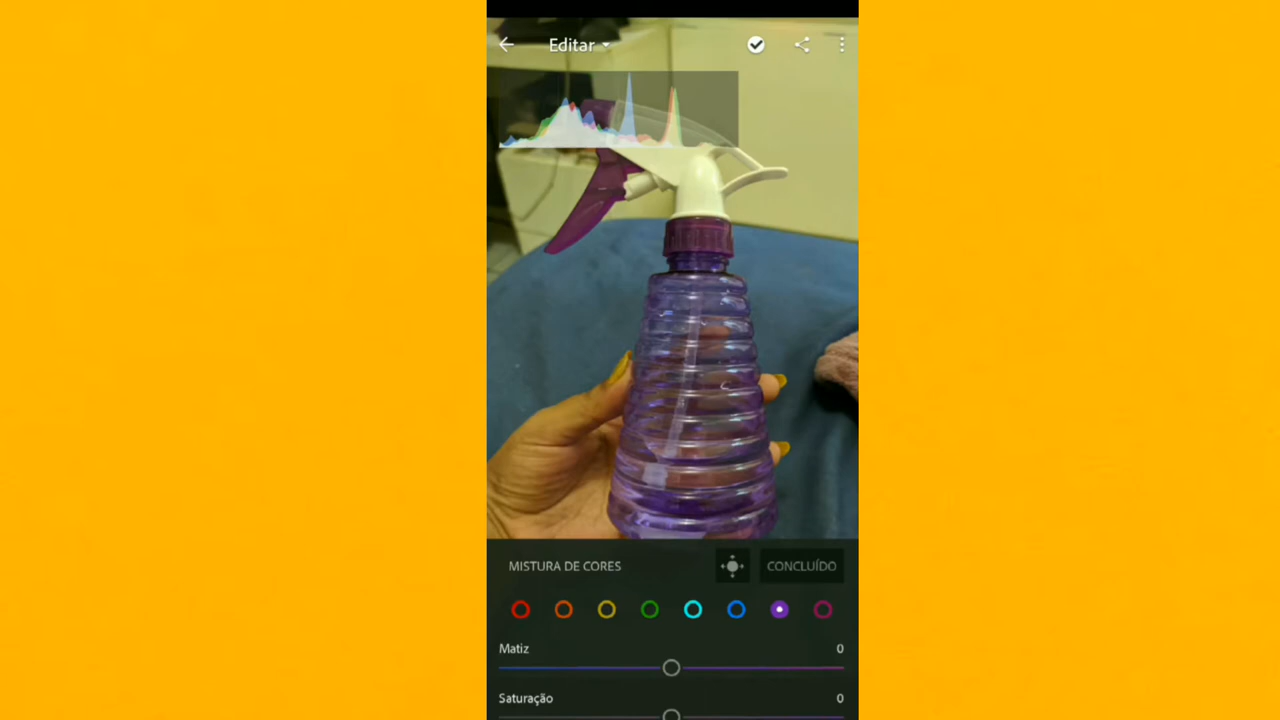 Editar
MISTURA DE CORES
CONCLUÍDO
Matiz 0
Saturação 0